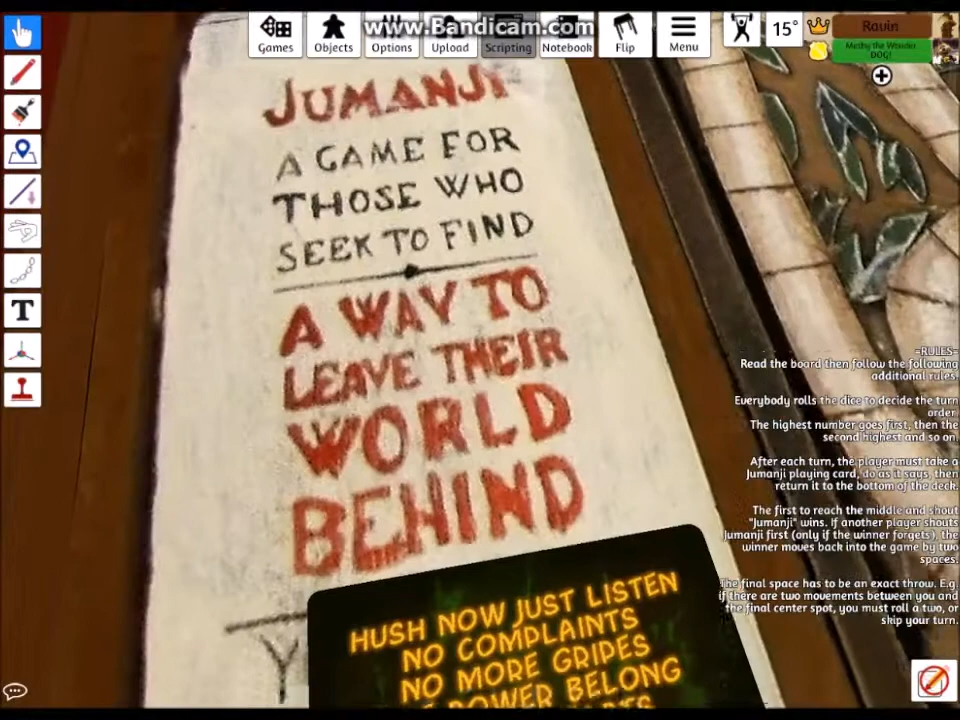 www.Bandicam.com
Games
Objects
Options
Upload
Scripting
Notebook
Flip
Menu
15°
Ravin
Methy the Wonder
DOG!
T
JUMANJI
A GAME FOR
THOSE WHO
SEEK TO FIND
A WAY TO
LEAVE THEIR
WORLD
BEHIND
HUSH NOW JUST LISTEN
NO COMPLAINTS
NO MORE GRIPES
POWER BELONG
=RULES=
Read the board then follow the following
additional rules.
Everybody rolls the dice to decide the turn
order.
The highest number goes first, then the
second highest and so on.
After each turn, the player must take a
Jumanji playing card, do as it says, then
return it to the bottom of the deck.
The first to reach the middle and shout
"Jumanji" wins. If another player shouts
Jumanji first (only if the winner forgets), the
winner moves back into the game by two
spaces.
The final space has to be an exact throw. E.g.
if there are two movements between you and
the final center spot, you must roll a two, or
skip your turn.